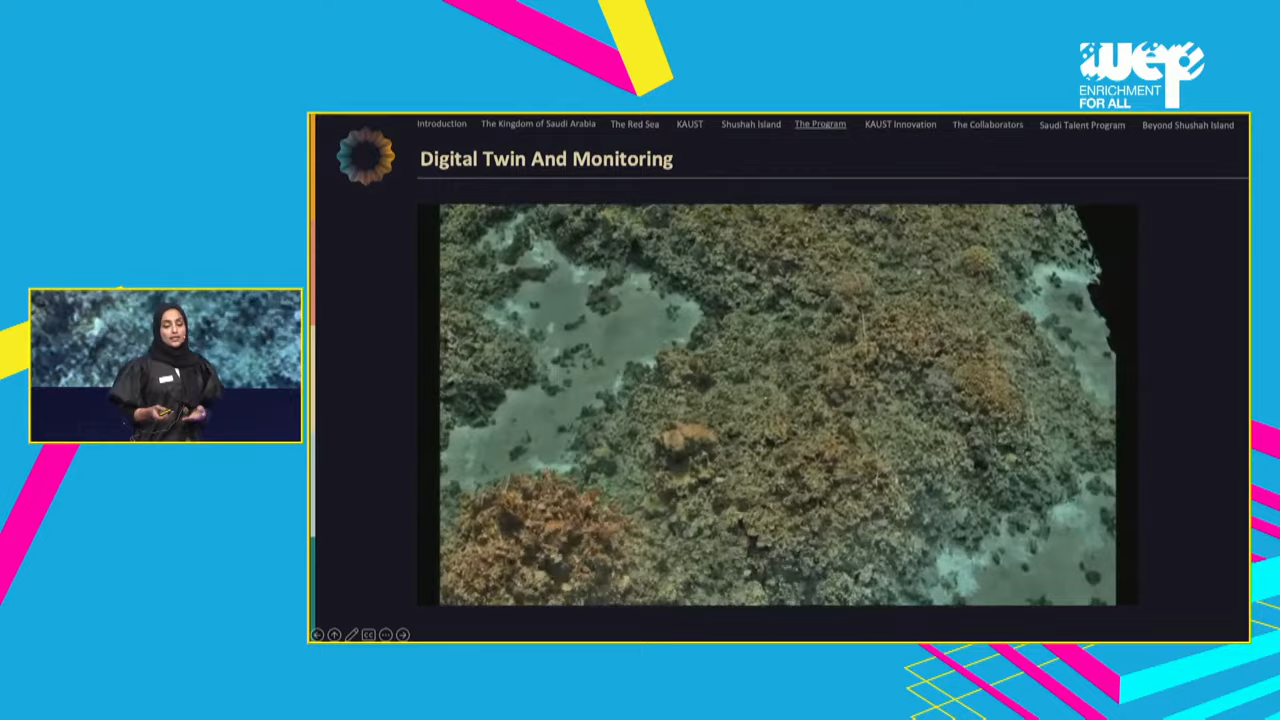 wep
ENRICHMENT
FOR ALL
Introduction The Kingdom of Saudi Arabia The Red Sea KAUST Shushah Island The Program KAUST Innovation The Collaborators Saudi Talent Program Beyond Shushah Island
Digital Twin And Monitoring
CC